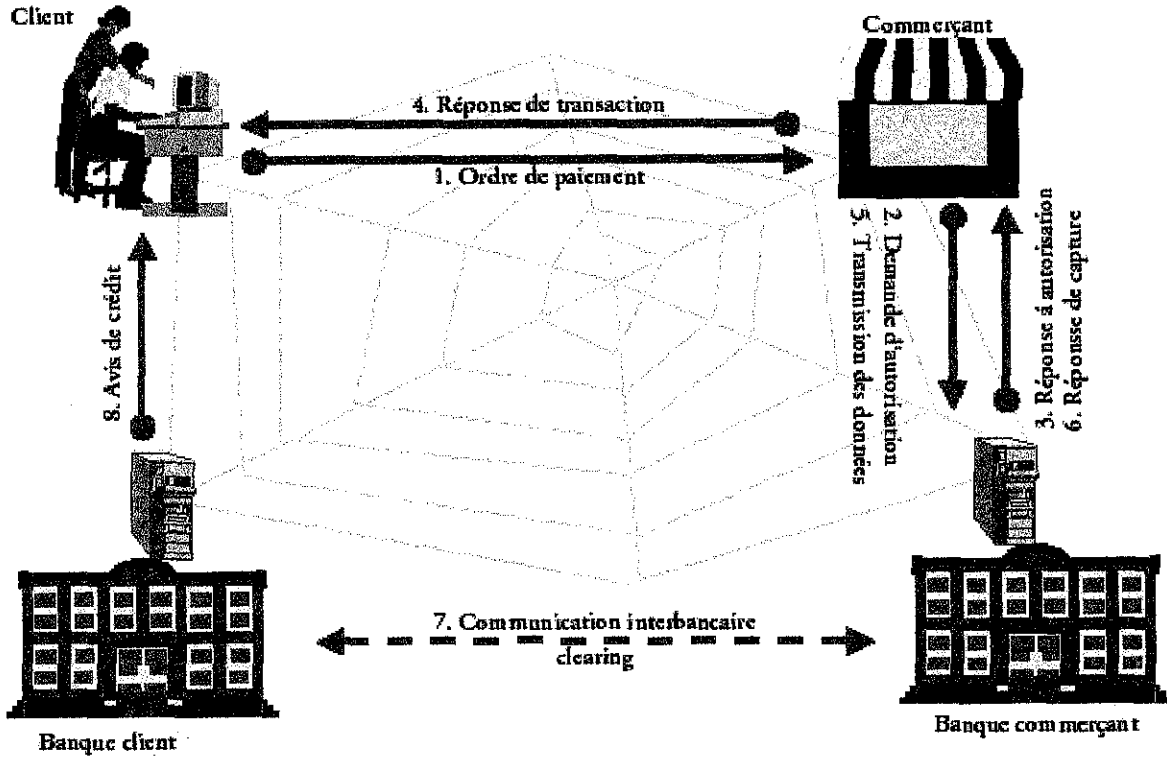 Client
Commerçant
4. Réponse de transaction
1. Ordre de paiement
2. Demande d'autorisation
5. Transmission des données
3. Réponse à autorisation
6. Réponsse de capture
8. Avis de crédit
7. Communication interbancaire
clearing
Banque client
Banque commerçant